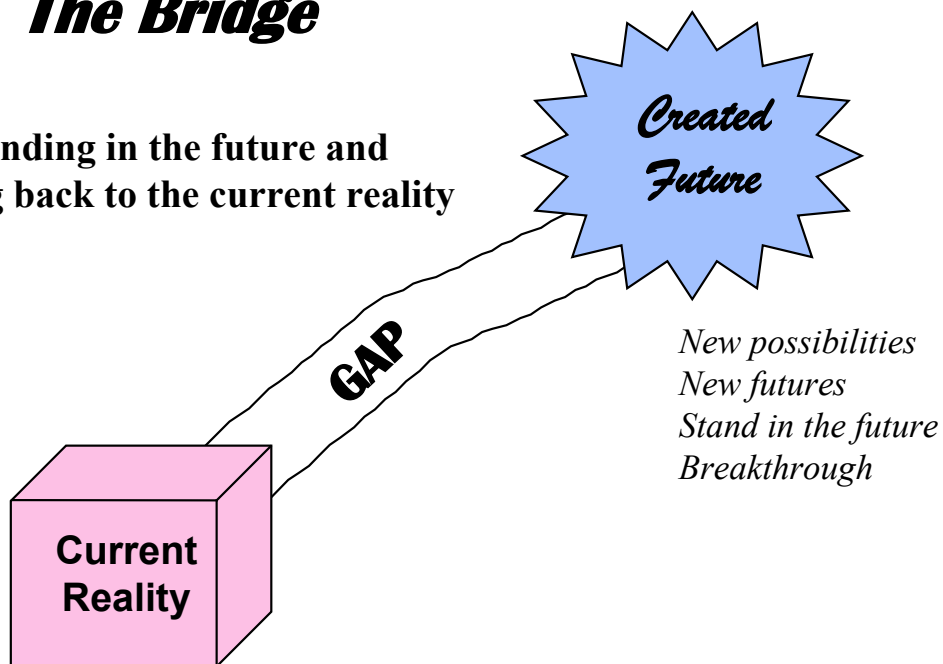 The Bridge
nding in the future and
g back to the current reality
Created
Future
GAP
New possibilities
New futures
Stand in the future
Breakthrough
Current
Reality